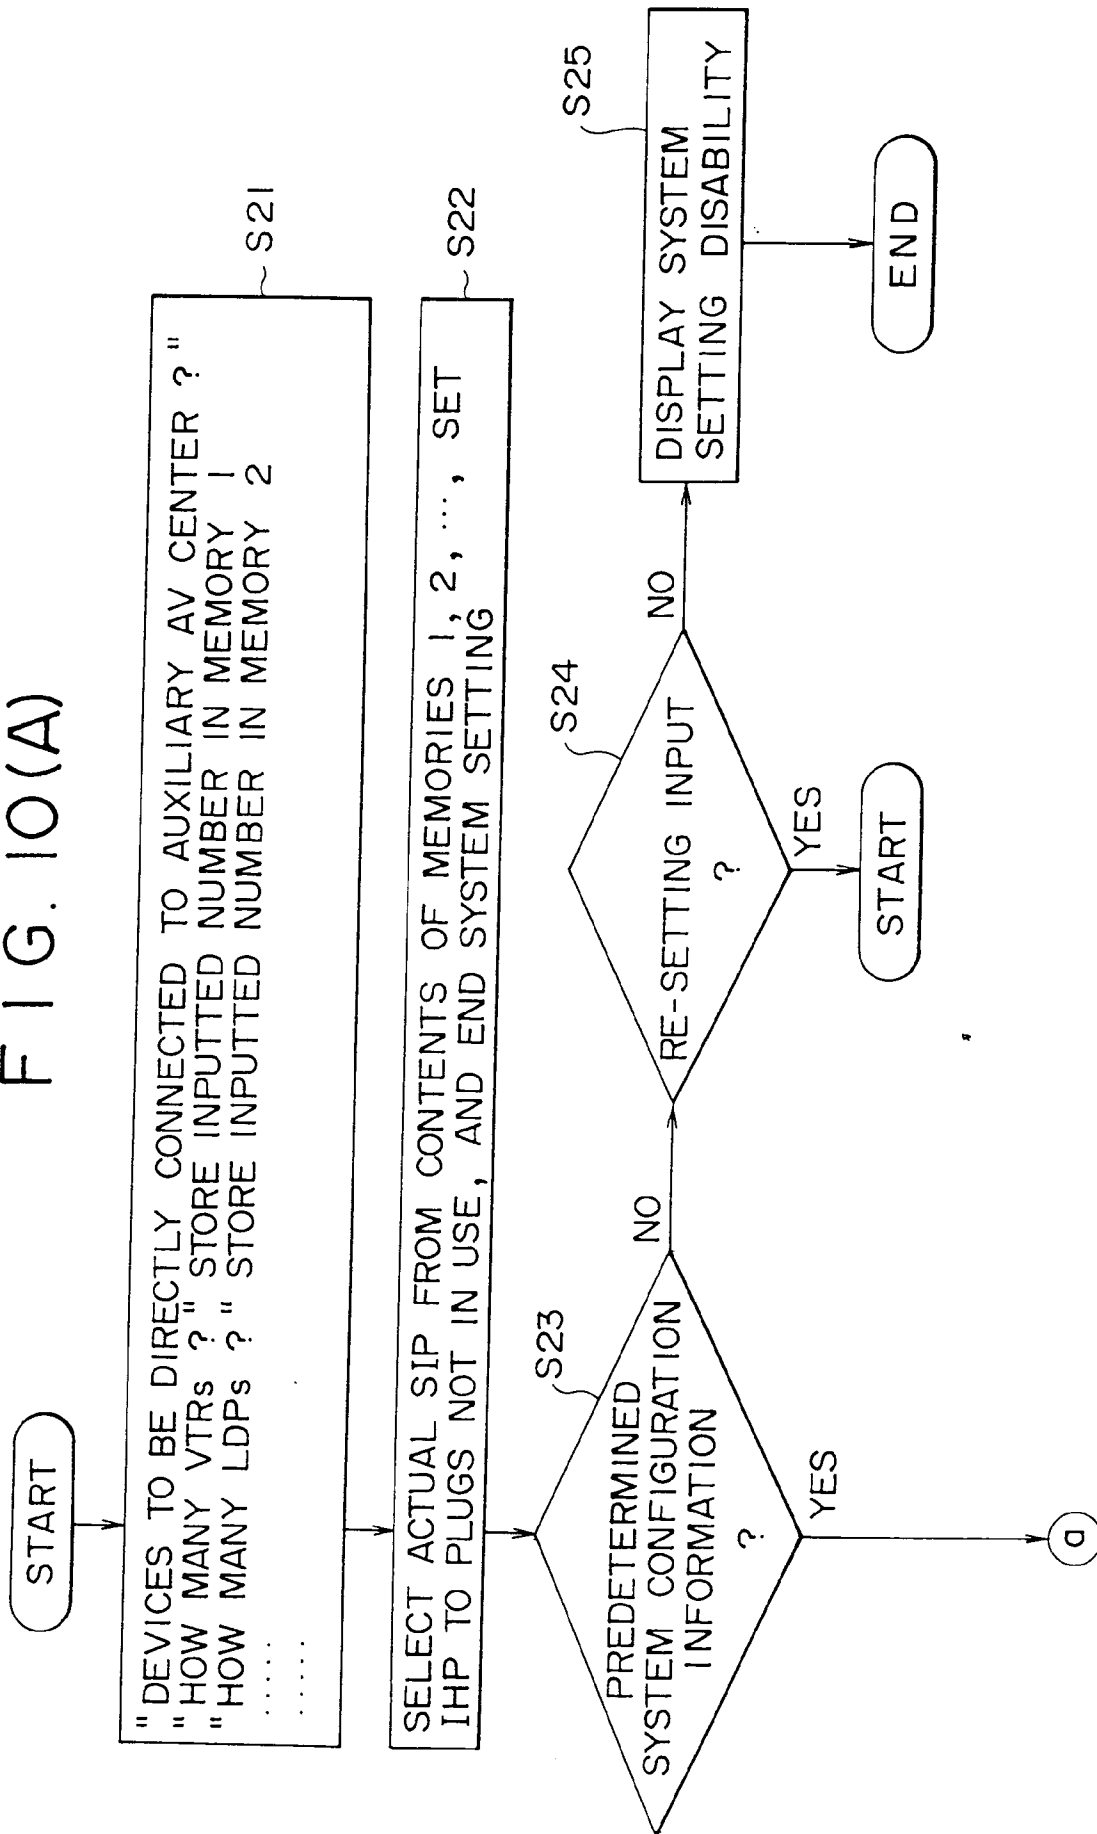 FIG. 10(A)
START
"DEVICES TO BE DIRECTLY CONNECTED TO AUXILIARY AV CENTER ?"
"HOW MANY VTRs ?" STORE INPUTTED NUMBER IN MEMORY 1
"HOW MANY LDPs ?" STORE INPUTTED NUMBER IN MEMORY 2
.....
.....
S21
SELECT ACTUAL SIP FROM CONTENTS OF MEMORIES 1, 2, ..., SET
IHP TO PLUGS NOT IN USE, AND END SYSTEM SETTING
S22
PREDETERMINED
SYSTEM CONFIGURATION
INFORMATION
?
S23
NO
YES
a
RE-SETTING INPUT
?
S24
NO
YES
START
DISPLAY SYSTEM
SETTING DISABILITY
S25
END